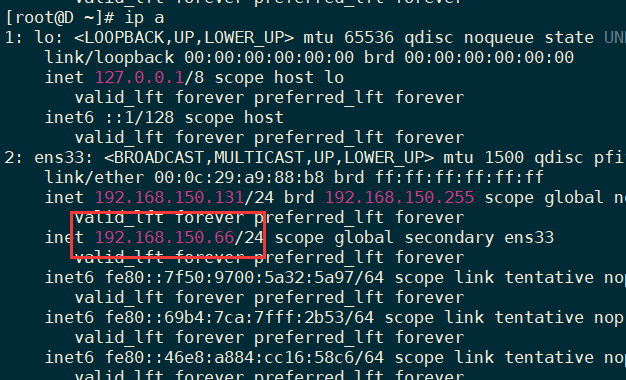 [root@D ~]# ip a
1: lo: <LOOPBACK,UP,LOWER_UP> mtu 65536 qdisc noqueue state UN
link/loopback 00:00:00:00:00:00 brd 00:00:00:00:00:00
inet 127.0.0.1/8 scope host lo
valid_lft forever preferred_lft forever
inet6 ::1/128 scope host
valid_lft forever preferred_lft forever
2: ens33: <BROADCAST,MULTICAST,UP,LOWER_UP> mtu 1500 qdisc pfi
link/ether 00:0c:29:a9:88:b8 brd ff:ff:ff:ff:ff:ff
inet 192.168.150.131/24 brd 192.168.150.255 scope global n
valid_lft forever preferred_lft forever
inet 192.168.150.66/24 scope global secondary ens33
valid_lft forever preferred_lft forever
inet6 fe80::7f50:9700:5a32:5a97/64 scope link tentative nop
valid_lft forever preferred_lft forever
inet6 fe80::69b4:7ca:7fff:2b53/64 scope link tentative nop
valid_lft forever preferred_lft forever
inet6 fe80::46e8:a884:cc16:58c6/64 scope link tentative nop
valid_lft forever preferred_lft forever